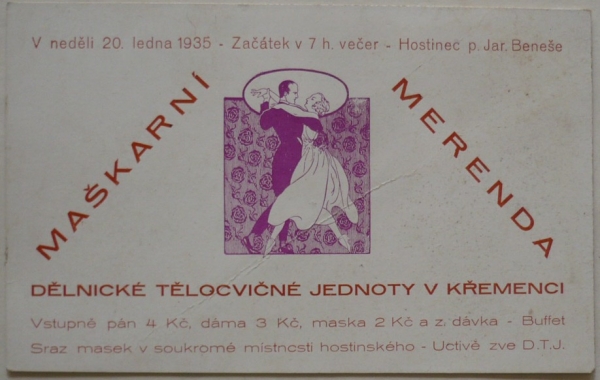 V neděli 20. ledna 1935 - Začátek v 7 h. večer - Hostinec p. Jar. Beneše
MAŠKARNÍ MERENDA
DĚLNICKÉ TĚLOCVIČNÉ JEDNOTY V KŘEMENCI
Vstupné pán 4 Kč, dáma 3 Kč, maska 2 Kč a z. dávka - Buffet
Sraz masek v soukromé místnosti hostinského - Uctivě zve D.T.J.